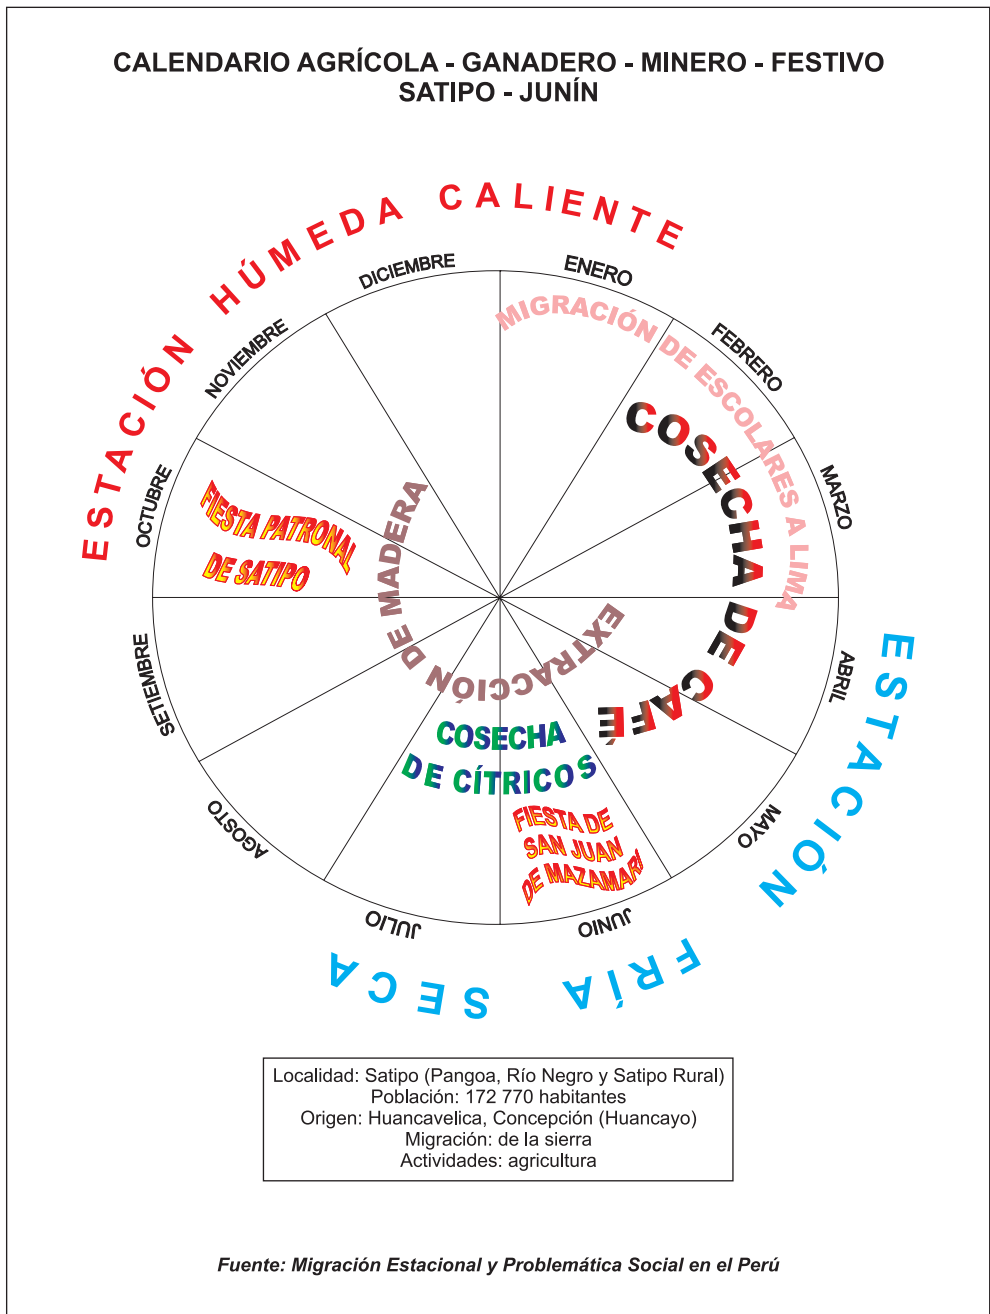 CALENDARIO AGRÍCOLA - GANADERO - MINERO - FESTIVO
SATIPO - JUNÍN
ESTACIÓN HÚMEDA CALIENTE
ENERO
FEBRERO
MARZO
ABRIL
MAYO
JUNIO
JULIO
AGOSTO
SETIEMBRE
OCTUBRE
NOVIEMBRE
DICIEMBRE
MIGRACIÓN DE ESCOLARES A LIMA
COSECHA DE CAFÉ
EXTRACCIÓN DE MADERA
FIESTA PATRONAL
DE SATIPO
COSECHA
DE CÍTRICOS
FIESTA DE
SAN JUAN
DE MAZAMARI
ESTACIÓN FRÍA SECA
Localidad: Satipo (Pangoa, Río Negro y Satipo Rural)
Población: 172 770 habitantes
Origen: Huancavelica, Concepción (Huancayo)
Migración: de la sierra
Actividades: agricultura
Fuente: Migración Estacional y Problemática Social en el Perú